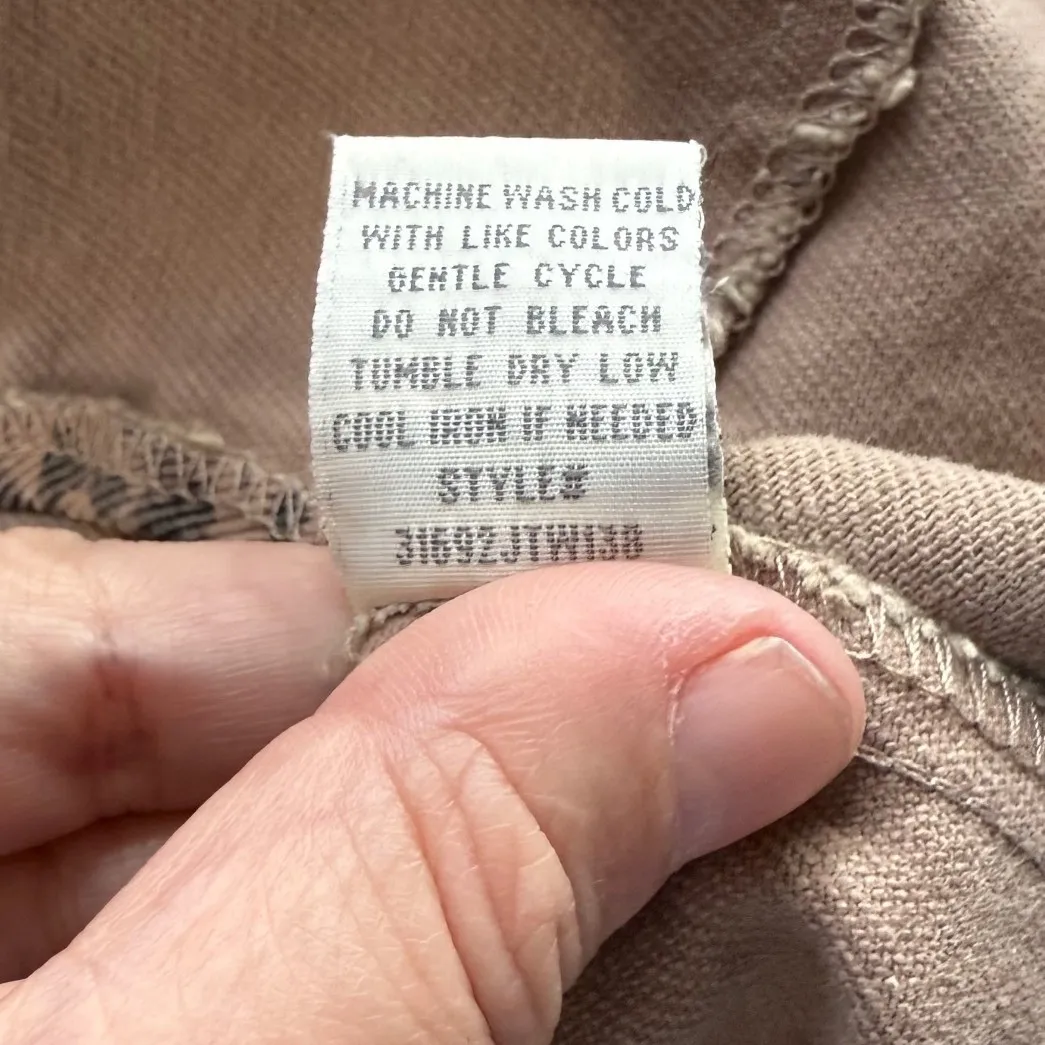 MACHINE WASH COLD
WITH LIKE COLORS
GENTLE CYCLE
DO NOT BLEACH
TUMBLE DRY LOW
COOL IRON IF NEEDED
STYLE#
31692JTW138